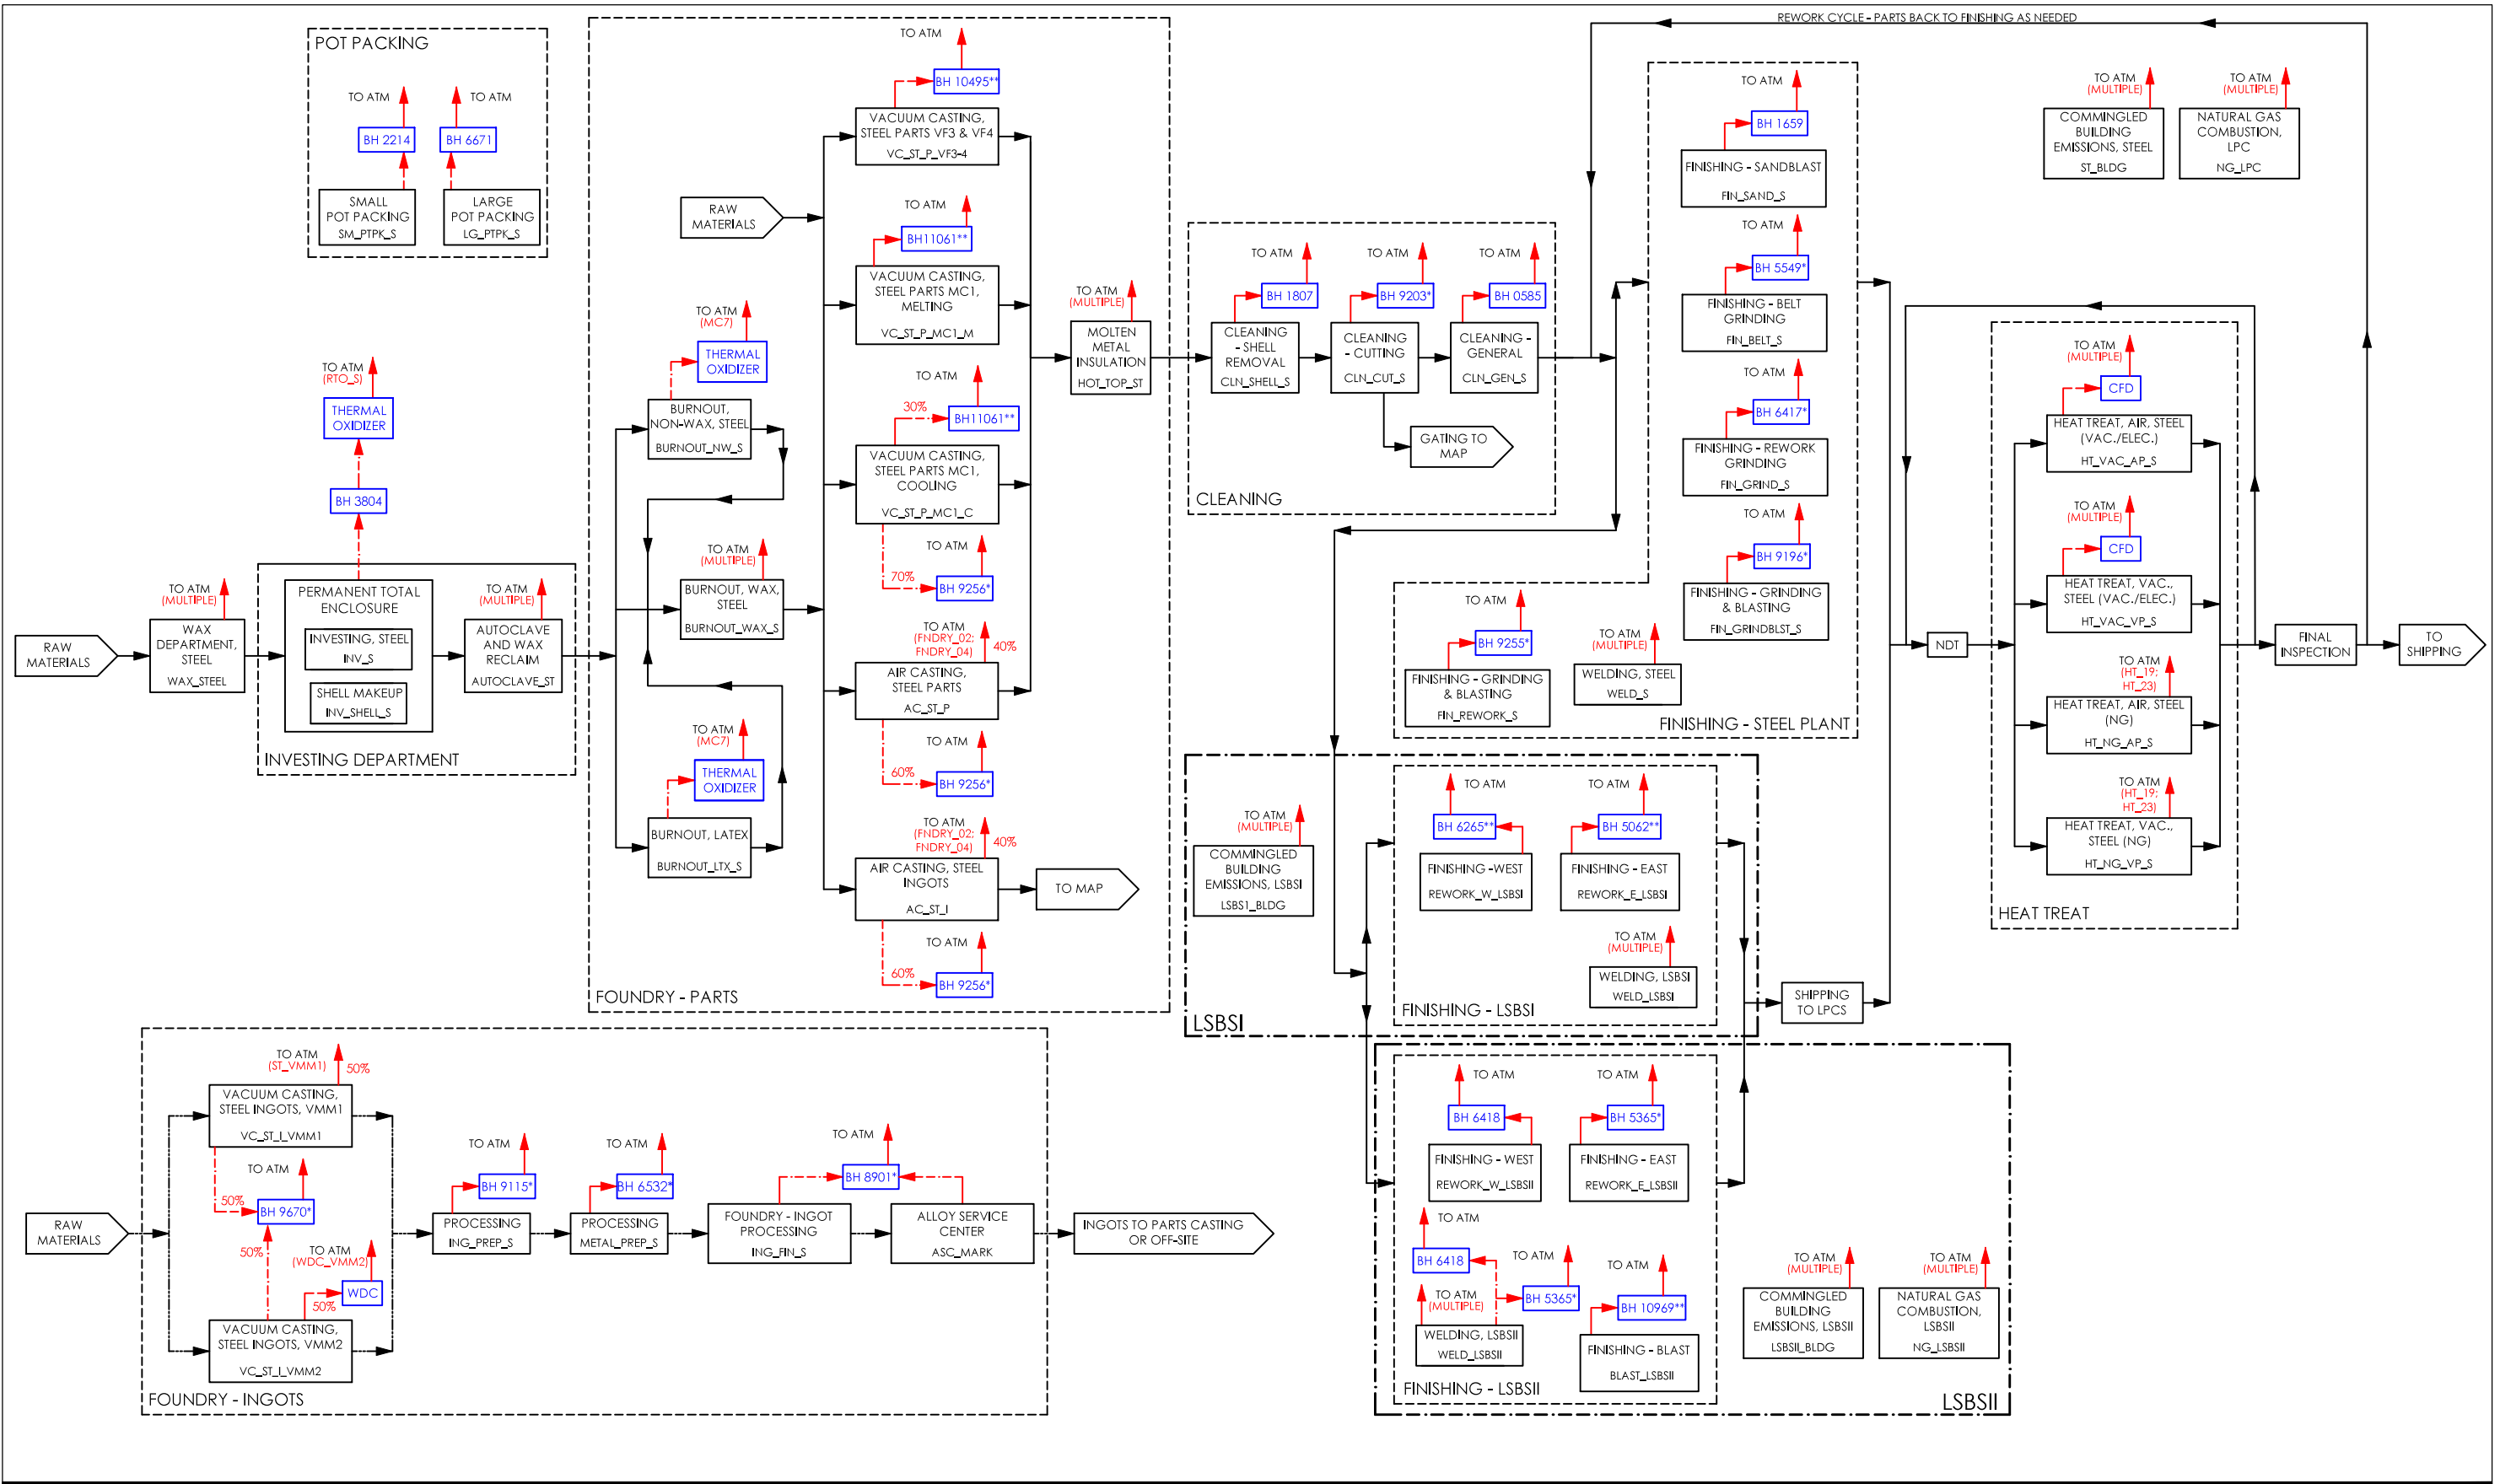 REWORK CYCLE - PARTS BACK TO FINISHING AS NEEDED
POT PACKING
TO ATM
TO ATM
BH 2214
BH 6671
SMALL
POT PACKING
SM_PTPK_S
LARGE
POT PACKING
LG_PTPK_S
RAW
MATERIALS
TO ATM
(MULTIPLE)
WAX
DEPARTMENT,
STEEL
WAX_STEEL
TO ATM
(RTO_S)
THERMAL
OXIDIZER
BH 3804
PERMANENT TOTAL
ENCLOSURE
INVESTING, STEEL
INV_S
SHELL MAKEUP
INV_SHELL_S
TO ATM
(MULTIPLE)
AUTOCLAVE
AND WAX
RECLAIM
AUTOCLAVE_ST
INVESTING DEPARTMENT
TO ATM
(MC7)
THERMAL
OXIDIZER
BURNOUT,
NON-WAX, STEEL
BURNOUT_NW_S
TO ATM
(MULTIPLE)
BURNOUT, WAX,
STEEL
BURNOUT_WAX_S
TO ATM
(MC7)
THERMAL
OXIDIZER
BURNOUT, LATEX
BURNOUT_LTX_S
RAW
MATERIALS
TO ATM
BH 10495**
VACUUM CASTING,
STEEL PARTS VF3 & VF4
VC_ST_P_VF3-4
TO ATM
BH11061**
VACUUM CASTING,
STEEL PARTS MC1,
MELTING
VC_ST_P_MC1_M
TO ATM
30%
BH11061**
VACUUM CASTING,
STEEL PARTS MC1,
COOLING
VC_ST_P_MC1_C
TO ATM
70%
BH 9256*
TO ATM
(FNDRY_02;
FNDRY_04)
40%
AIR CASTING,
STEEL PARTS
AC_ST_P
TO ATM
60%
BH 9256*
TO ATM
(FNDRY_02;
FNDRY_04)
40%
AIR CASTING, STEEL
INGOTS
AC_ST_I
TO MAP
TO ATM
60%
BH 9256*
FOUNDRY - PARTS
TO ATM
(MULTIPLE)
MOLTEN
METAL
INSULATION
HOT_TOP_ST
TO ATM
BH 1807
CLEANING
- SHELL
REMOVAL
CLN_SHELL_S
TO ATM
BH 9203*
CLEANING
- CUTTING
CLN_CUT_S
TO ATM
BH 0585
CLEANING -
GENERAL
CLN_GEN_S
GATING TO
MAP
CLEANING
TO ATM
BH 1659
FINISHING - SANDBLAST
FIN_SAND_S
TO ATM
BH 5549*
FINISHING - BELT
GRINDING
FIN_BELT_S
TO ATM
BH 6417*
FINISHING - REWORK
GRINDING
FIN_GRIND_S
TO ATM
BH 9196*
FINISHING - GRINDING
& BLASTING
FIN_GRINDBLST_S
TO ATM
BH 9255*
FINISHING - GRINDING
& BLASTING
FIN_REWORK_S
TO ATM
(MULTIPLE)
WELDING, STEEL
WELD_S
FINISHING - STEEL PLANT
TO ATM
(MULTIPLE)
COMMINGLED
BUILDING
EMISSIONS, STEEL
ST_BLDG
TO ATM
(MULTIPLE)
NATURAL GAS
COMBUSTION,
LPC
NG_LPC
NDT
TO ATM
(MULTIPLE)
CFD
HEAT TREAT, AIR, STEEL
(VAC./ELEC.)
HT_VAC_AP_S
TO ATM
(MULTIPLE)
CFD
HEAT TREAT, VAC.,
STEEL (VAC./ELEC.)
HT_VAC_VP_S
TO ATM
(HT_19;
HT_23)
HEAT TREAT, AIR, STEEL
(NG)
HT_NG_AP_S
TO ATM
(HT_19;
HT_23)
HEAT TREAT, VAC.,
STEEL (NG)
HT_NG_VP_S
HEAT TREAT
FINAL
INSPECTION
TO
SHIPPING
TO ATM
(MULTIPLE)
COMMINGLED
BUILDING
EMISSIONS, LSBSI
LSBS1_BLDG
TO ATM
BH 6265**
FINISHING -WEST
REWORK_W_LSBSI
TO ATM
BH 5062**
FINISHING - EAST
REWORK_E_LSBSI
TO ATM
(MULTIPLE)
WELDING, LSBSI
WELD_LSBSI
FINISHING - LSBSI
LSBSI
SHIPPING
TO LPCS
TO ATM
BH 6418
FINISHING - WEST
REWORK_W_LSBSII
TO ATM
BH 5365*
FINISHING - EAST
REWORK_E_LSBSII
TO ATM
BH 6418
TO ATM
(MULTIPLE)
WELDING, LSBSII
WELD_LSBSII
TO ATM
BH 5365*
TO ATM
BH 10969**
FINISHING - BLAST
BLAST_LSBSII
FINISHING - LSBSII
TO ATM
(MULTIPLE)
COMMINGLED
BUILDING
EMISSIONS, LSBSII
LSBSII_BLDG
TO ATM
(MULTIPLE)
NATURAL GAS
COMBUSTION,
LSBSII
NG_LSBSII
LSBSII
RAW
MATERIALS
TO ATM
(ST_VMM1)
50%
VACUUM CASTING,
STEEL INGOTS, VMM1
VC_ST_I_VMM1
TO ATM
50%
BH 9670*
50%
TO ATM
(WDC_VMM2)
WDC
50%
VACUUM CASTING,
STEEL INGOTS, VMM2
VC_ST_I_VMM2
TO ATM
BH 9115*
PROCESSING
ING_PREP_S
TO ATM
BH 6532*
PROCESSING
METAL_PREP_S
TO ATM
BH 8901*
FOUNDRY - INGOT
PROCESSING
ING_FIN_S
ALLOY SERVICE
CENTER
ASC_MARK
INGOTS TO PARTS CASTING
OR OFF-SITE
FOUNDRY - INGOTS